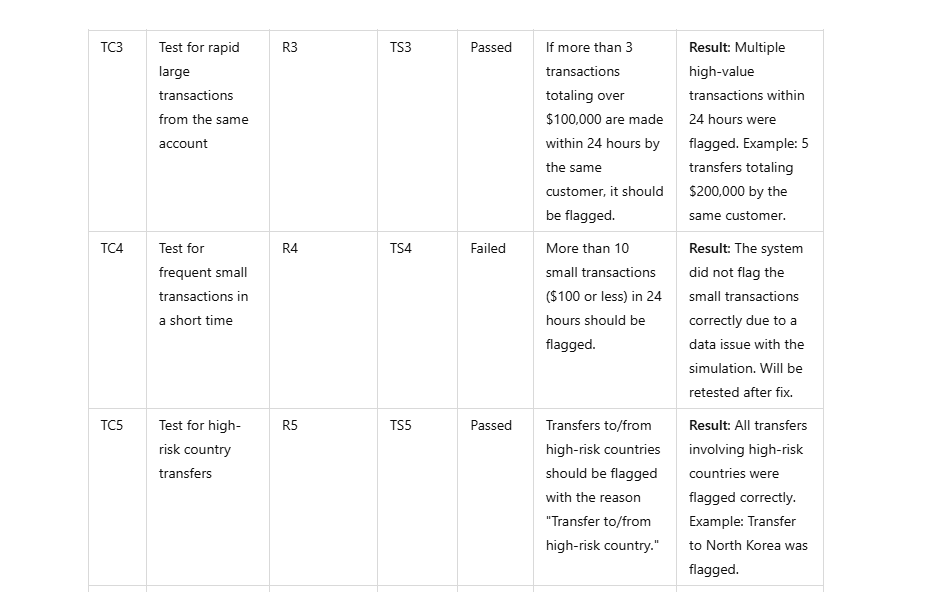 TC3
Test for rapid
large
transactions
from the same
account
R3
TS3
Passed
If more than 3
transactions
totaling over
$100,000 are made
within 24 hours by
the same
customer, it should
be flagged.
Result: Multiple
high-value
transactions within
24 hours were
flagged. Example: 5
transfers totaling
$200,000 by the
same customer.
TC4
Test for
frequent small
transactions in
a short time
R4
TS4
Failed
More than 10
small transactions
($100 or less) in 24
hours should be
flagged.
Result: The system
did not flag the
small transactions
correctly due to a
data issue with the
simulation. Will be
retested after fix.
TC5
Test for high-
risk country
transfers
R5
TS5
Passed
Transfers to/from
high-risk countries
should be flagged
with the reason
"Transfer to/from
high-risk country."
Result: All transfers
involving high-risk
countries were
flagged correctly.
Example: Transfer
to North Korea was
flagged.